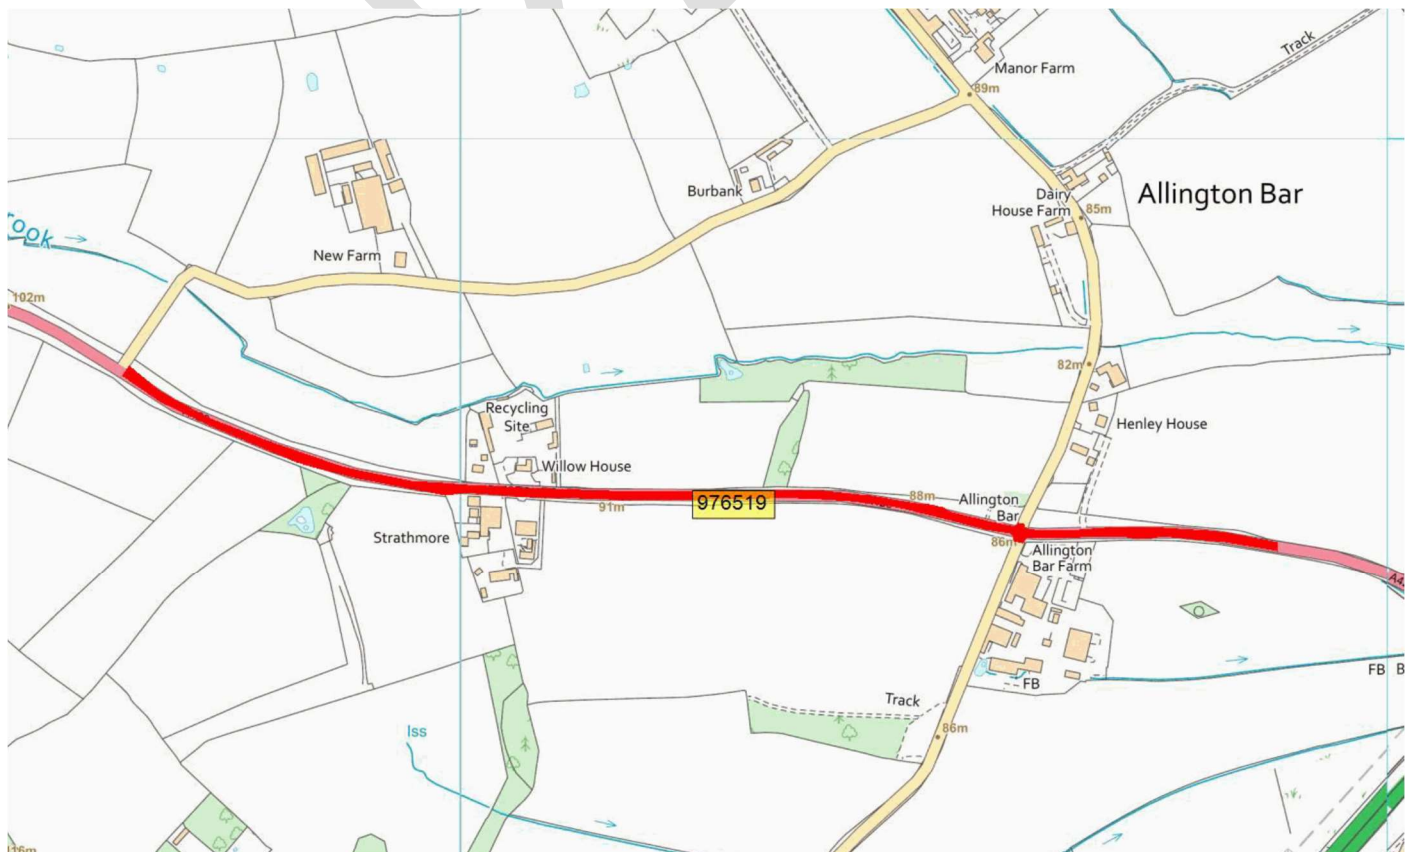 Manor Farm
Track
89m
Burbank
Dairy
House Farm
85m
Allington Bar
rook
New Farm
102m
82m
Recycling
Site
Henley House
Willow House
976519
91m
88m
Allington
Bar
Strathmore
86m
Allington
Bar Farm
FB
FB
B
Track
86m
Iss